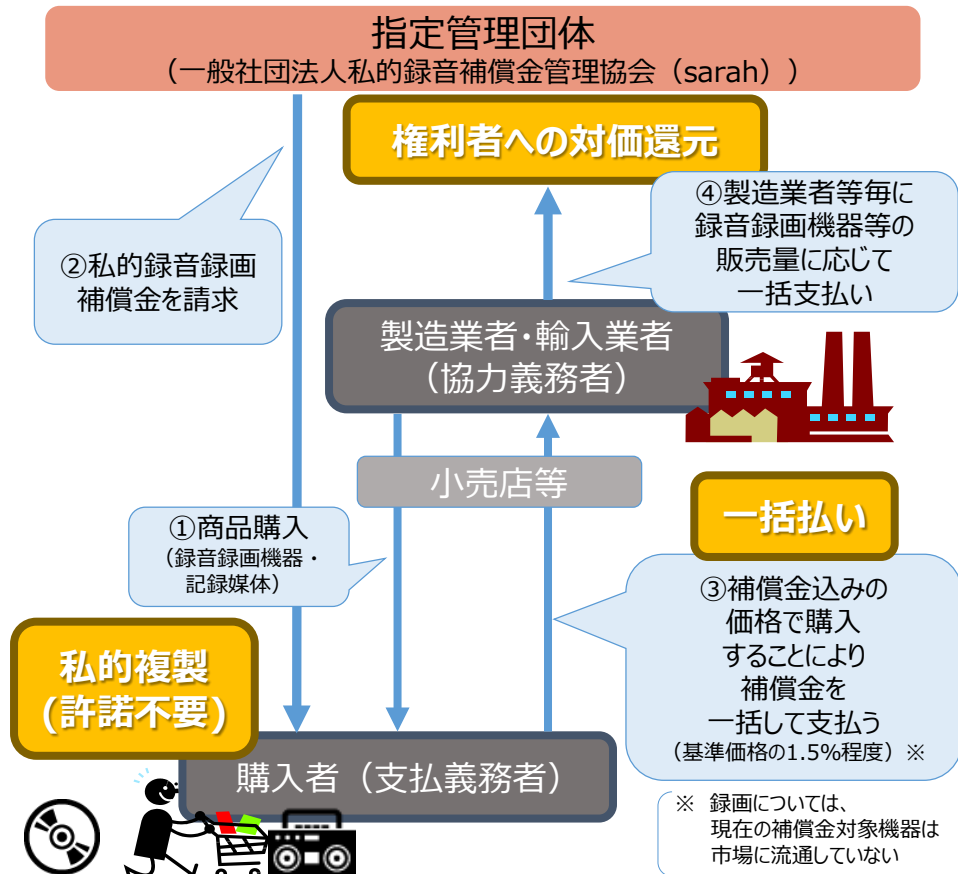 指定管理団体
（一般社団法人私的録音補償金管理協会（sarah））
権利者への対価還元
④製造業者等毎に
録音録画機器等の
販売量に応じて
一括支払い
②私的録音録画
補償金を請求
製造業者・輸入業者
（協力義務者）
小売店等
一括払い
①商品購入
（録音録画機器・
記録媒体）
③補償金込みの
価格で購入
することにより
補償金を
一括して支払う
（基準価格の1.5%程度）※
私的複製
(許諾不要)
購入者（支払義務者）
※ 録画については、
現在の補償金対象機器は
市場に流通していない